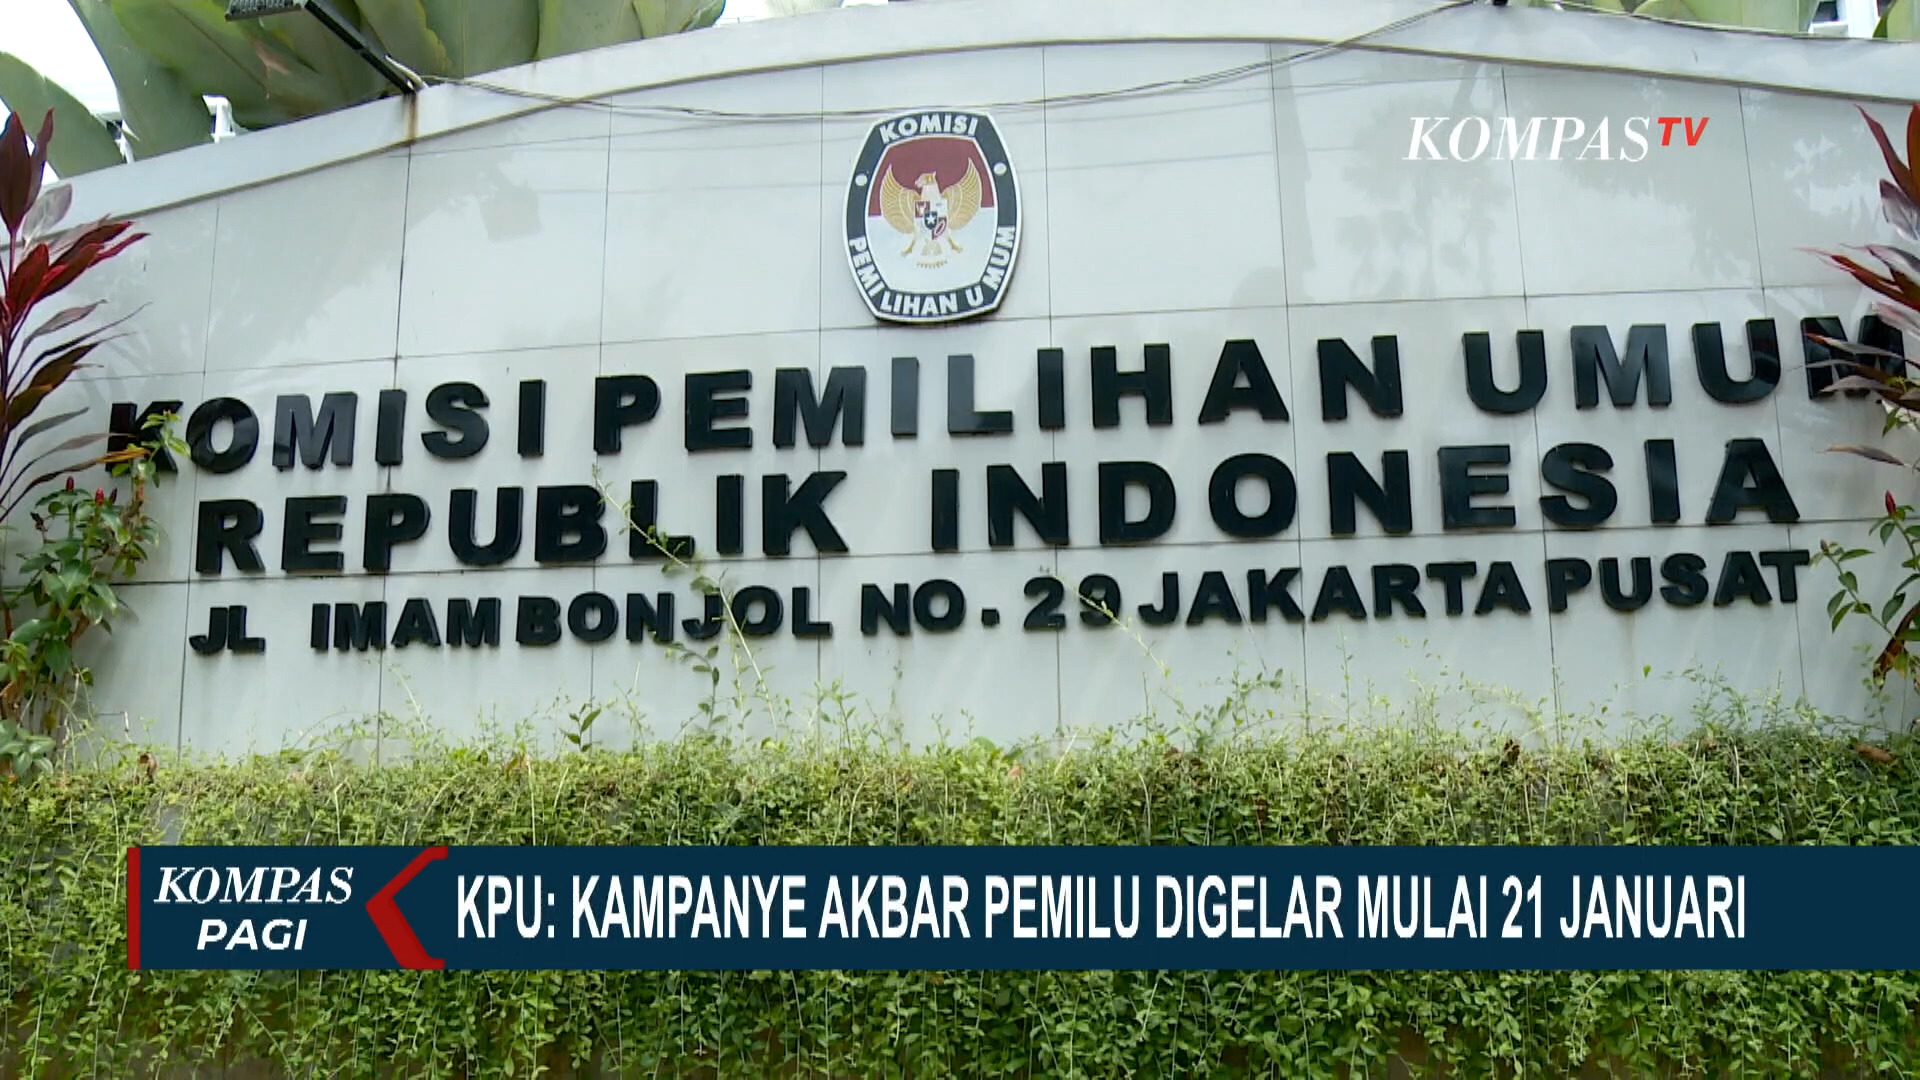 KOMISI
PEMILIHAN UMUM
KOMPAS TV
KOMISI PEMILIHAN UMUM
REPUBLIK INDONESIA
JL IMAM BONJOL NO. 29 JAKARTA PUSAT
KOMPAS
PAGI
KPU: KAMPANYE AKBAR PEMILU DIGELAR MULAI 21 JANUARI